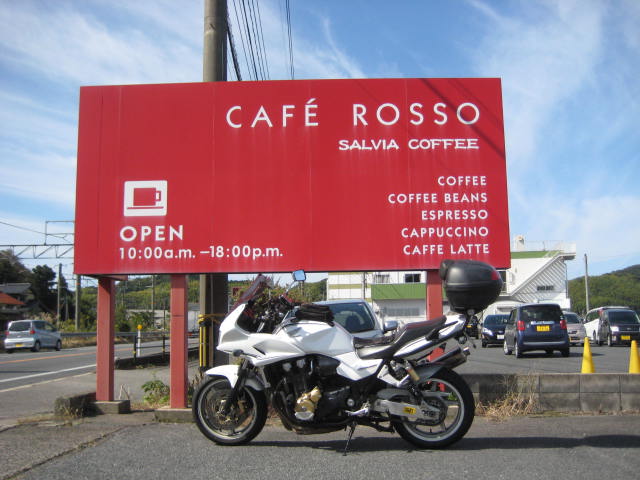 CAFÉ ROSSO
SALVIA COFFEE
COFFEE
COFFEE BEANS
ESPRESSO
CAPPUCCINO
CAFFE LATTE
OPEN
10:00a.m. –18:00p.m.